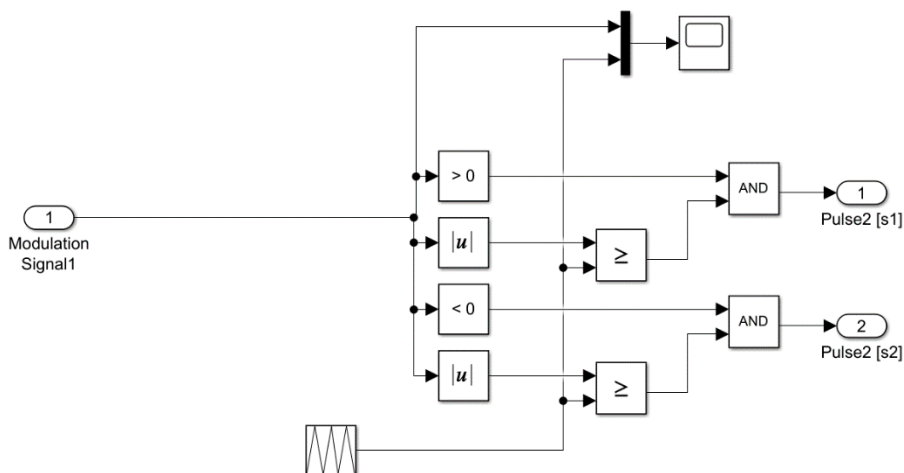 > 0
AND
1
Pulse2 [s1]
1
Modulation
Signal1
|u|
≥
< 0
AND
2
Pulse2 [s2]
|u|
≥